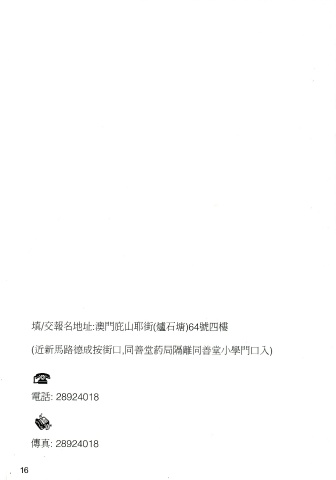 填/交報名地址:澳門庇山耶街(爐石塘)64號四樓
(近新馬路德成按街口,同善堂葯局隔離同善堂小學門口入)
電話: 28924018
傳真: 28924018
16